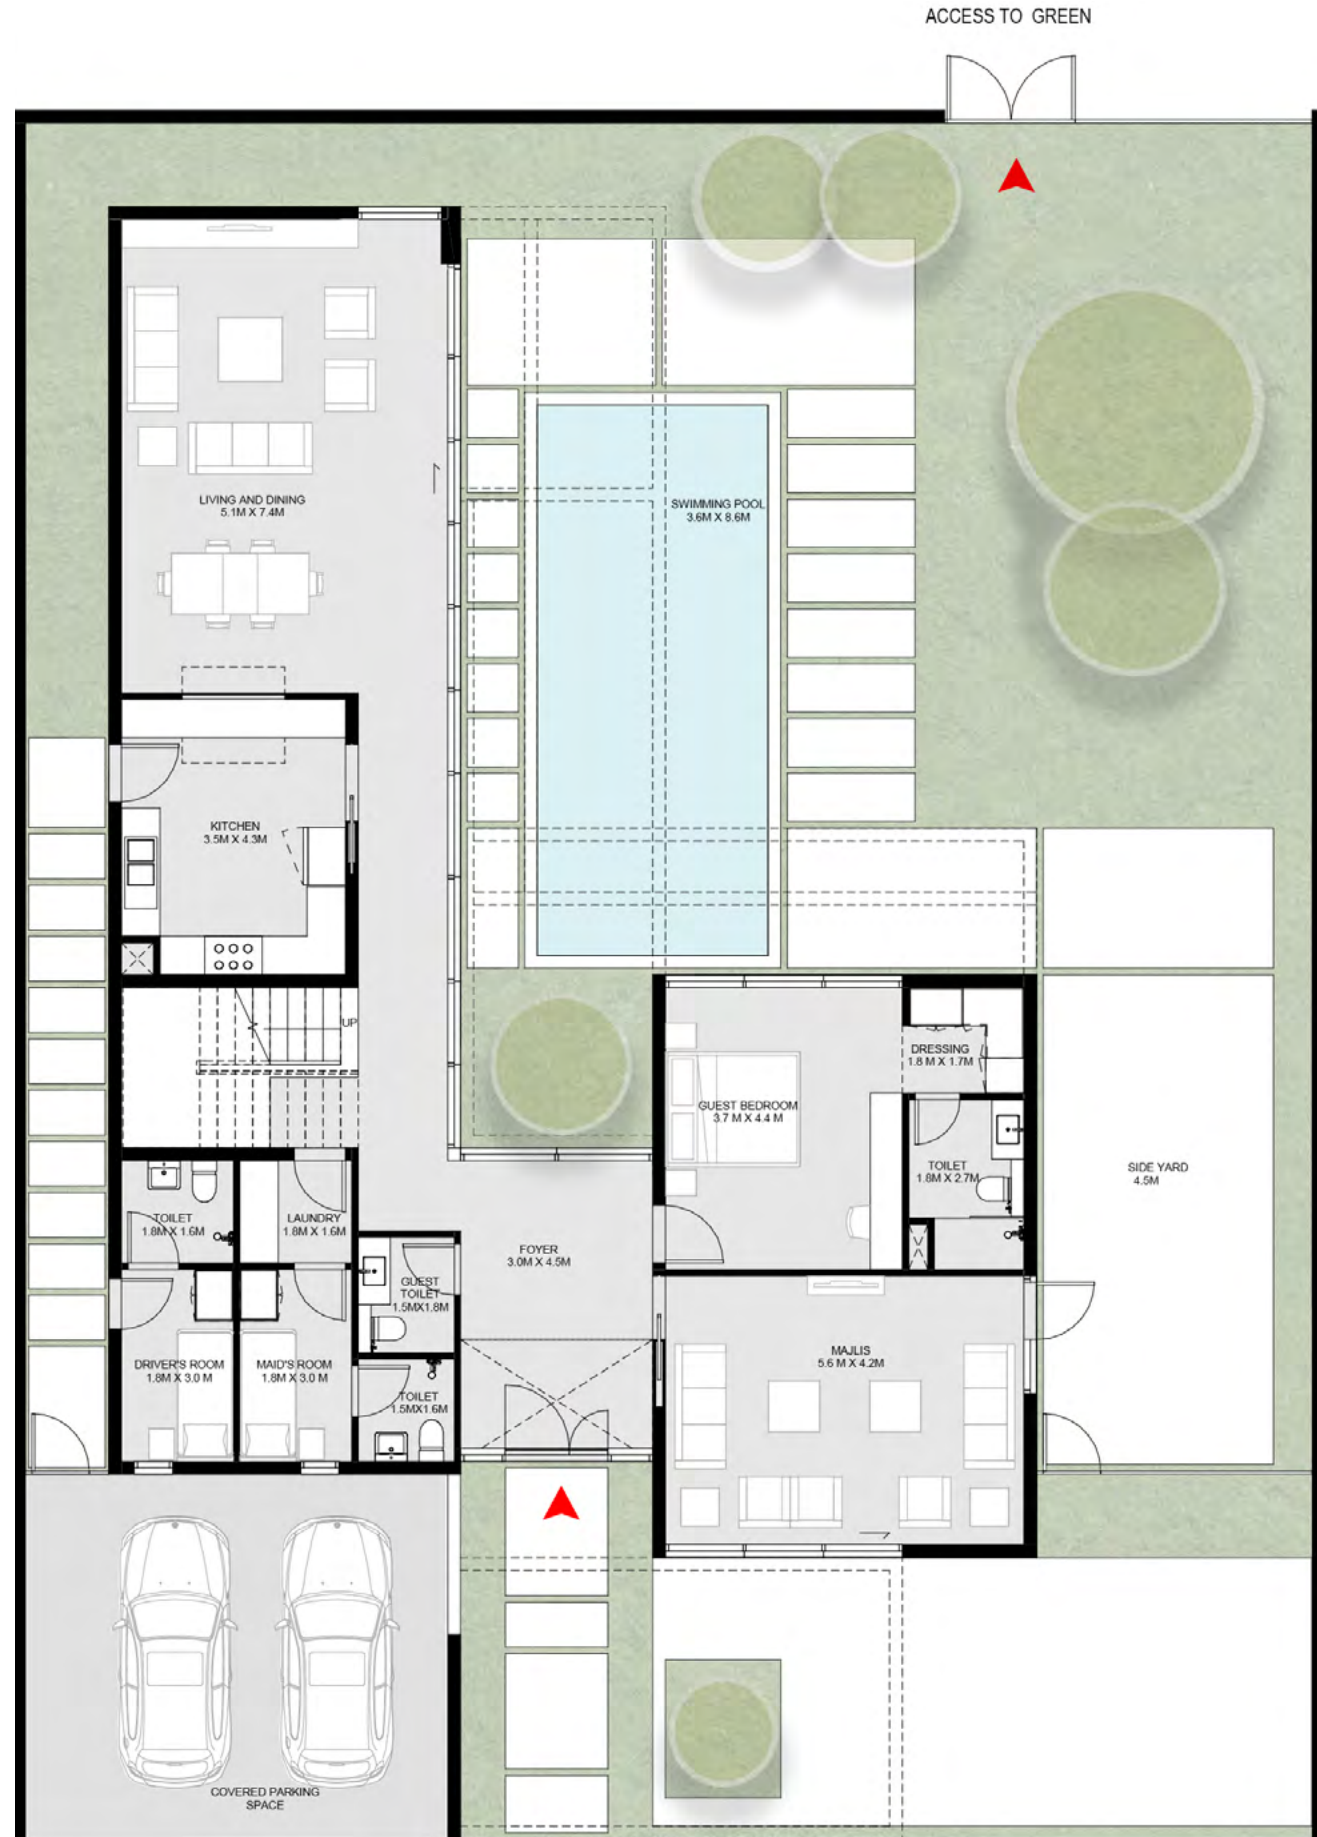 ACCESS TO GREEN
LIVING AND DINING
5.1M X 7.4M
SWIMMING POOL
3.6M X 8.6M
KITCHEN
3.5M X 4.3M
UP
DRESSING
1.8 M X 1.7M
GUEST BEDROOM
3.7 M X 4.4 M
TOILET
1.8M X 2.7M
SIDE YARD
4.5M
TOILET
1.8M X 1.6M
LAUNDRY
1.8M X 1.6M
FOYER
3.0M X 4.5M
GUEST
TOILET
1.5MX1.8M
DRIVER'S ROOM
1.8M X 3.0 M
MAID'S ROOM
1.8M X 3.0 M
TOILET
1.5MX1.6M
MAJLIS
5.6 M X 4.2M
COVERED PARKING
SPACE